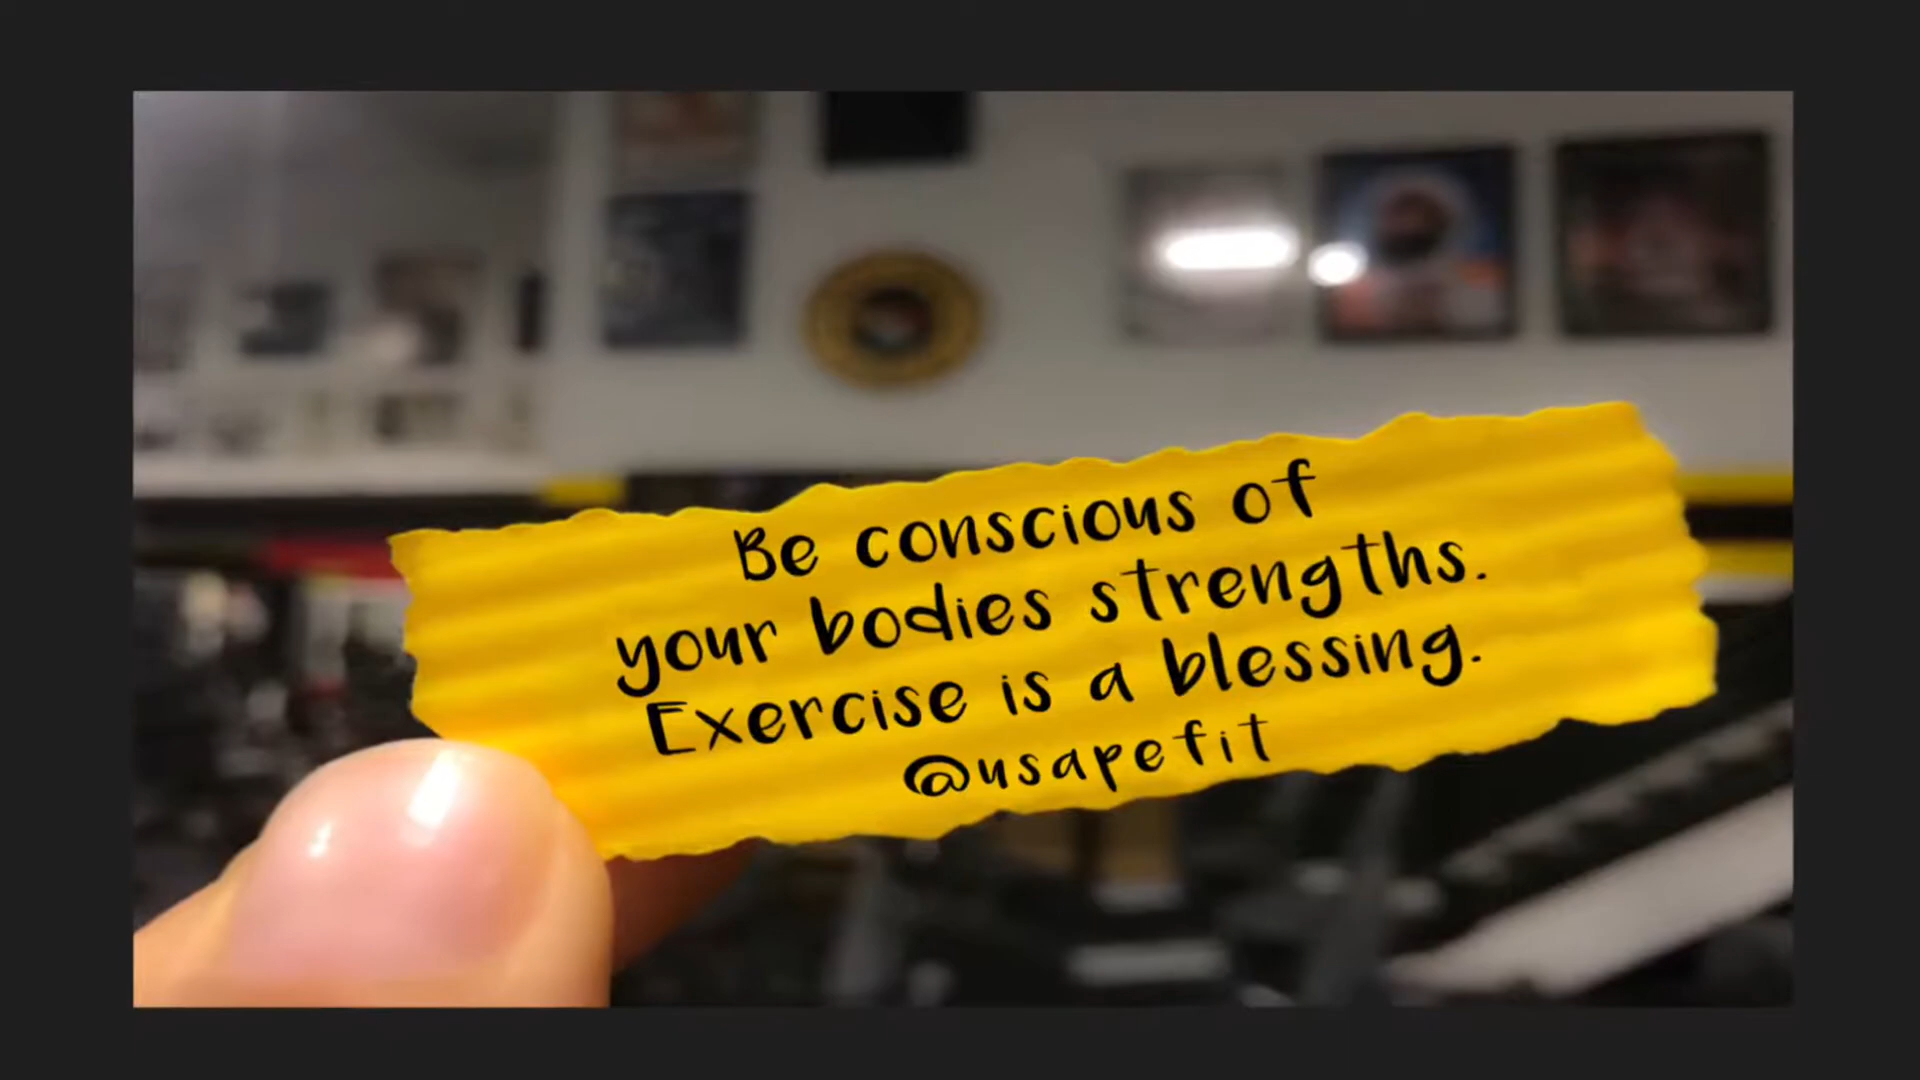 Be conscious of
your bodies strengths.
Exercise is a blessing.
@usapefit